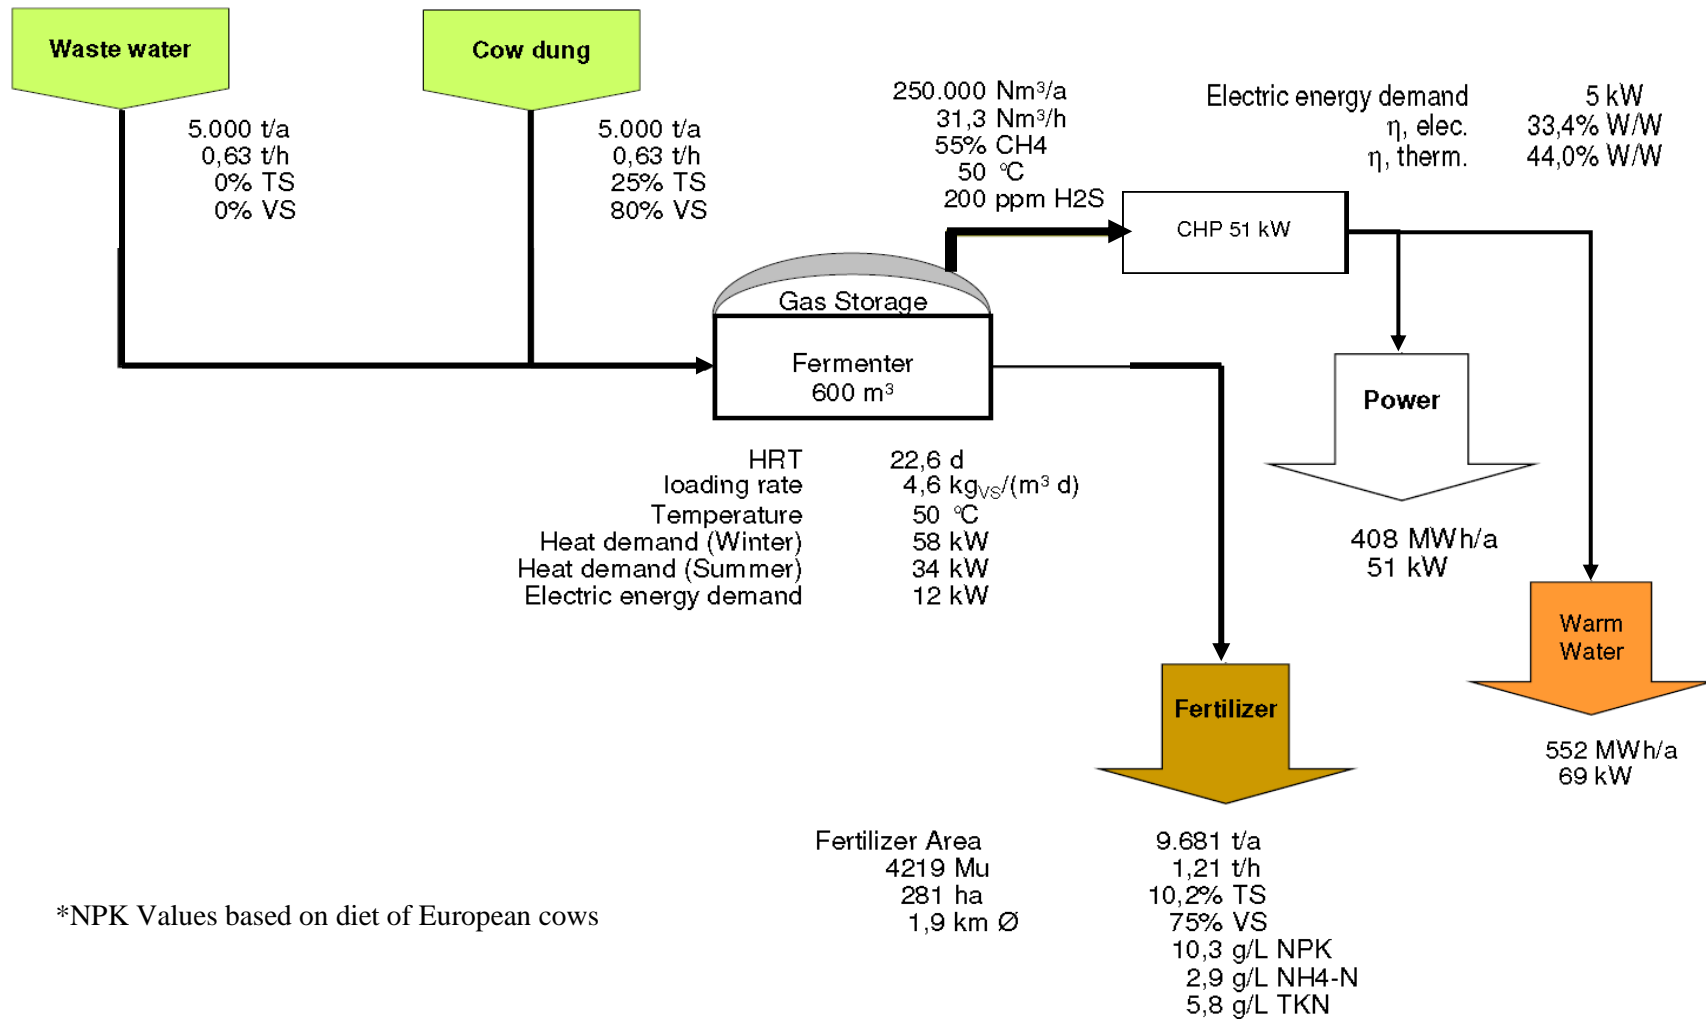 Waste water
5.000 t/a
0,63 t/h
0% TS
0% VS
Cow dung
5.000 t/a
0,63 t/h
25% TS
80% VS
250.000 Nm³/a
31,3 Nm³/h
55% CH4
50 °C
200 ppm H2S
Electric energy demand 5 kW
η, elec. 33,4% W/W
η, therm. 44,0% W/W
CHP 51 kW
Gas Storage
Fermenter
600 m³
HRT 22,6 d
loading rate 4,6 kgVS/(m³ d)
Temperature 50 °C
Heat demand (Winter) 58 kW
Heat demand (Summer) 34 kW
Electric energy demand 12 kW
Power
408 MWh/a
51 kW
Warm
Water
552 MWh/a
69 kW
Fertilizer
Fertilizer Area 9.681 t/a
4219 Mu 1,21 t/h
281 ha 10,2% TS
1,9 km Ø 75% VS
10,3 g/L NPK
2,9 g/L NH4-N
5,8 g/L TKN
*NPK Values based on diet of European cows